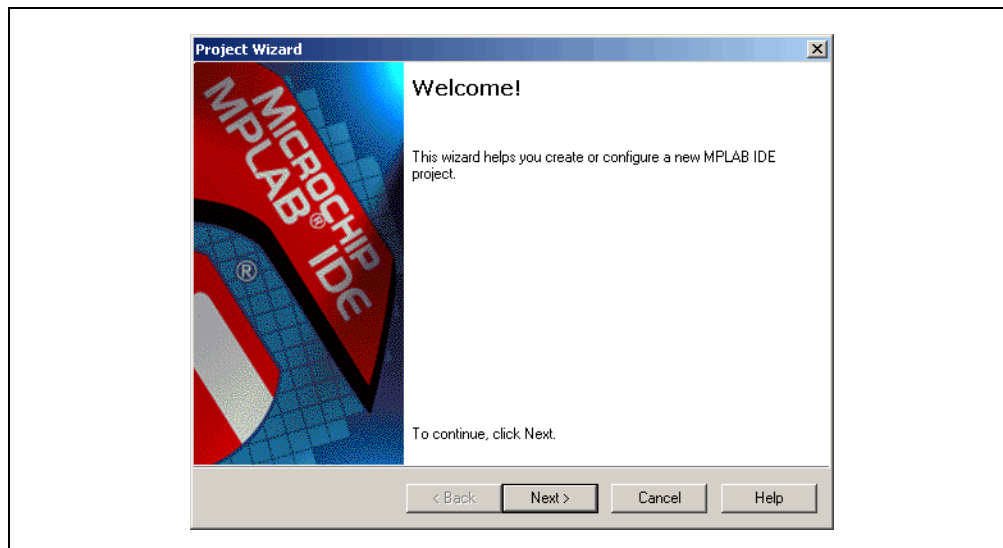 Project Wizard
MICROCHIP
MPLAB® IDE
®
Welcome!
This wizard helps you create or configure a new MPLAB IDE
project.
To continue, click Next.
< Back
Next >
Cancel
Help